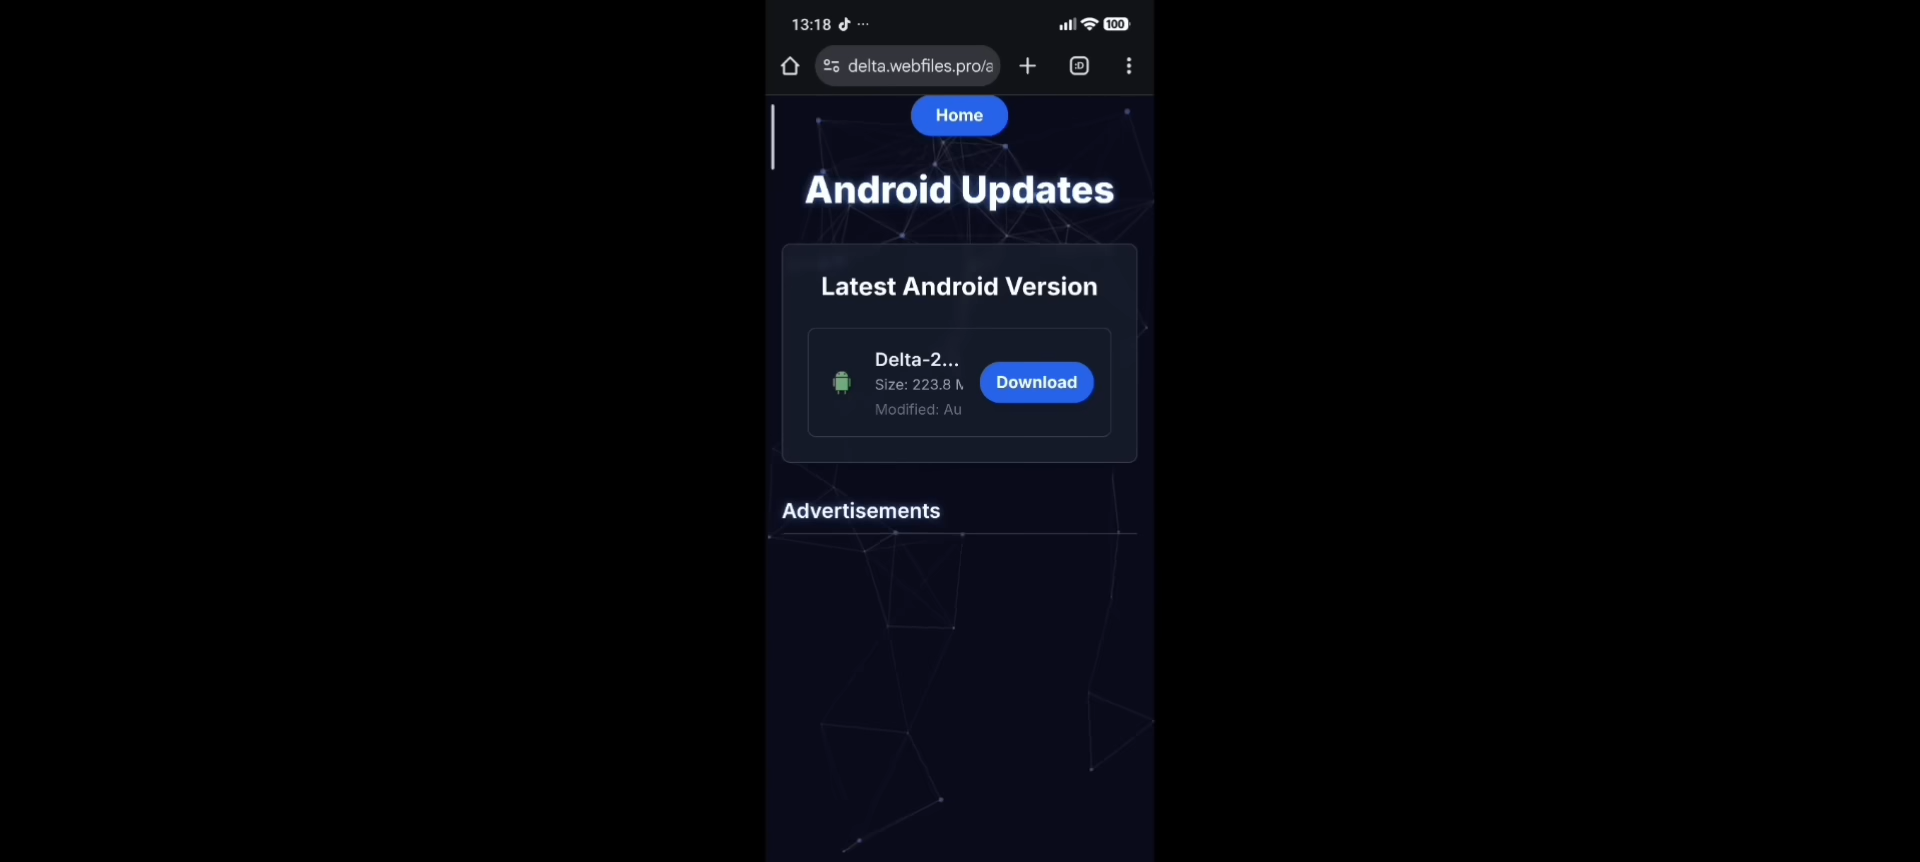 13:18 ...
100
delta.webfiles.pro/a
:D
Home
Android Updates
Latest Android Version
Delta-2...
Size: 223.8 M
Download
Modified: Au
Advertisements